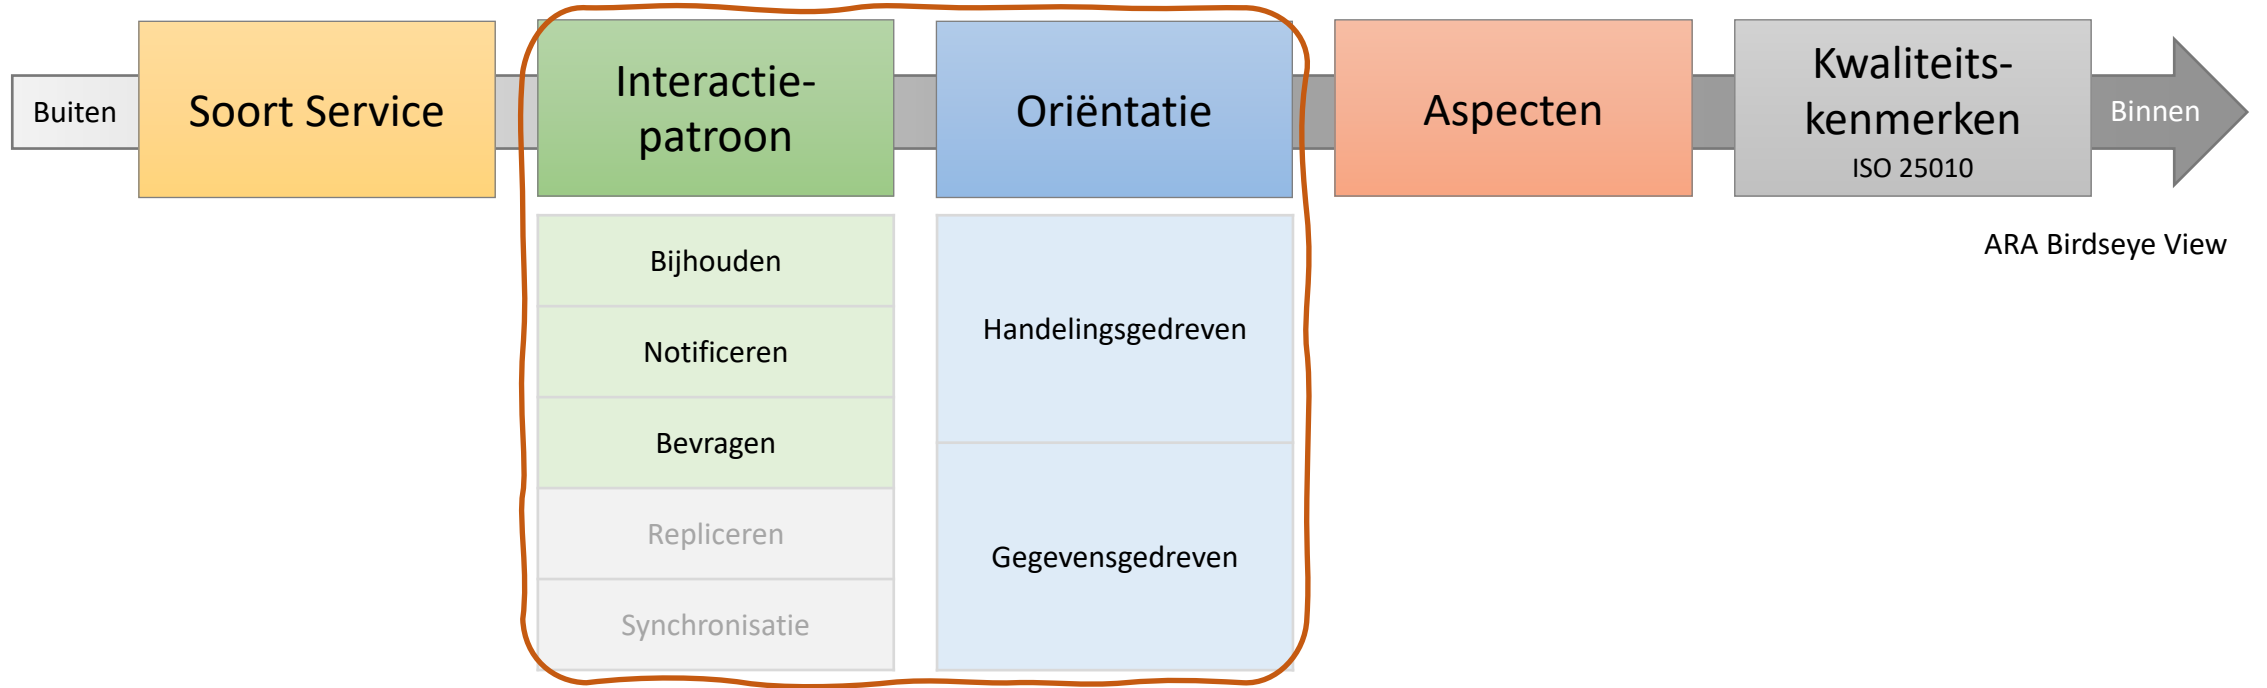 Buiten
Soort Service
Interactie-
patroon
Oriëntatie
Aspecten
Kwaliteits-
kenmerken
ISO 25010
Binnen
ARA Birdseye View
Bijhouden
Notificeren
Bevragen
Repliceren
Synchronisatie
Handelingsgedreven
Gegevensgedreven